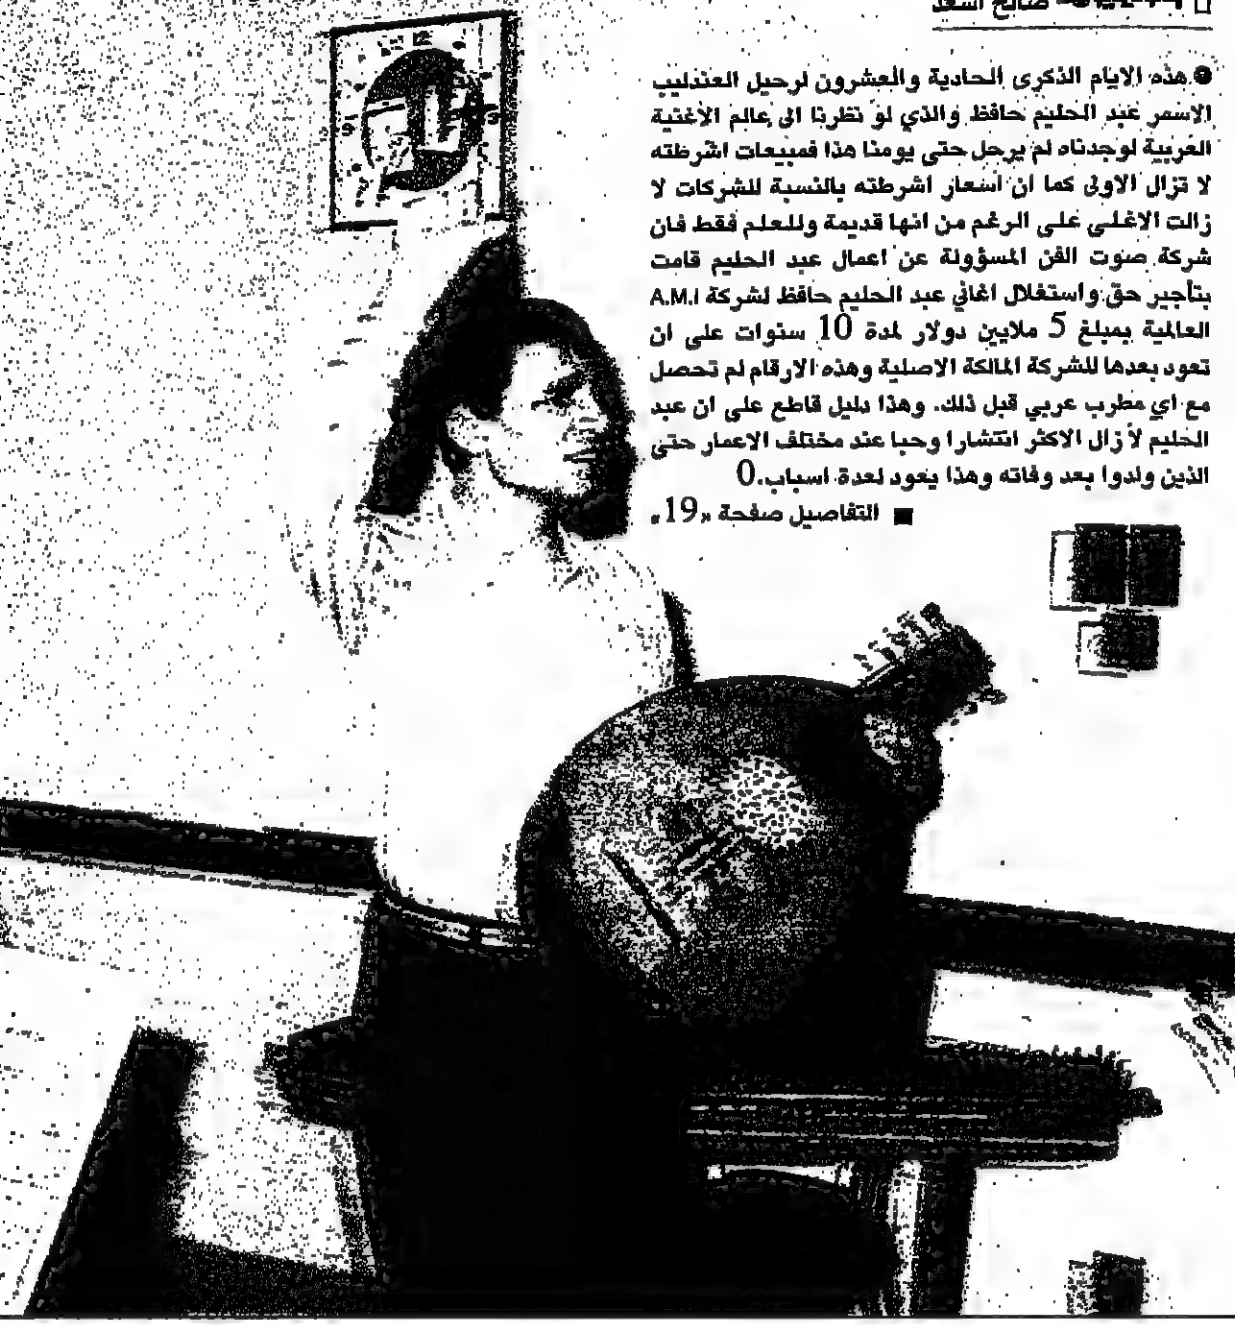 صالح اسعد
● هذه الايام الذكرى الحادية والعشرون لرحيل العندليب
الاسمر عبد الحليم حافظ والذي لو نظرنا الى عالم الاغنية
العربية لوجدناه لم يرحل حتى يومنا هذا فمبيعات اشرطته
لا تزال الاولى كما ان اسعار اشرطته بالنسبة للشركات لا
زالت الاغلى على الرغم من انها قديمة وللعلم فقط فان
شركة صوت الفن المسؤولة عن اعمال عبد الحليم قامت
بتأجير حق واستغلال اغاني عبد الحليم حافظ لشركة A.M.I
العالمية بمبلغ 5 ملايين دولار لمدة 10 سنوات على ان
تعود بعدها للشركة المالكة الاصلية وهذه الارقام لم تحصل
مع اي مطرب عربي قبل ذلك. وهذا دليل قاطع على ان عبد
الحليم لا زال الاكثر انتشارا وحبا عند مختلف الاعمار حتى
الذين ولدوا بعد وفاته وهذا يعود لعدة اسباب.0
■ التفاصيل صفحة «19»